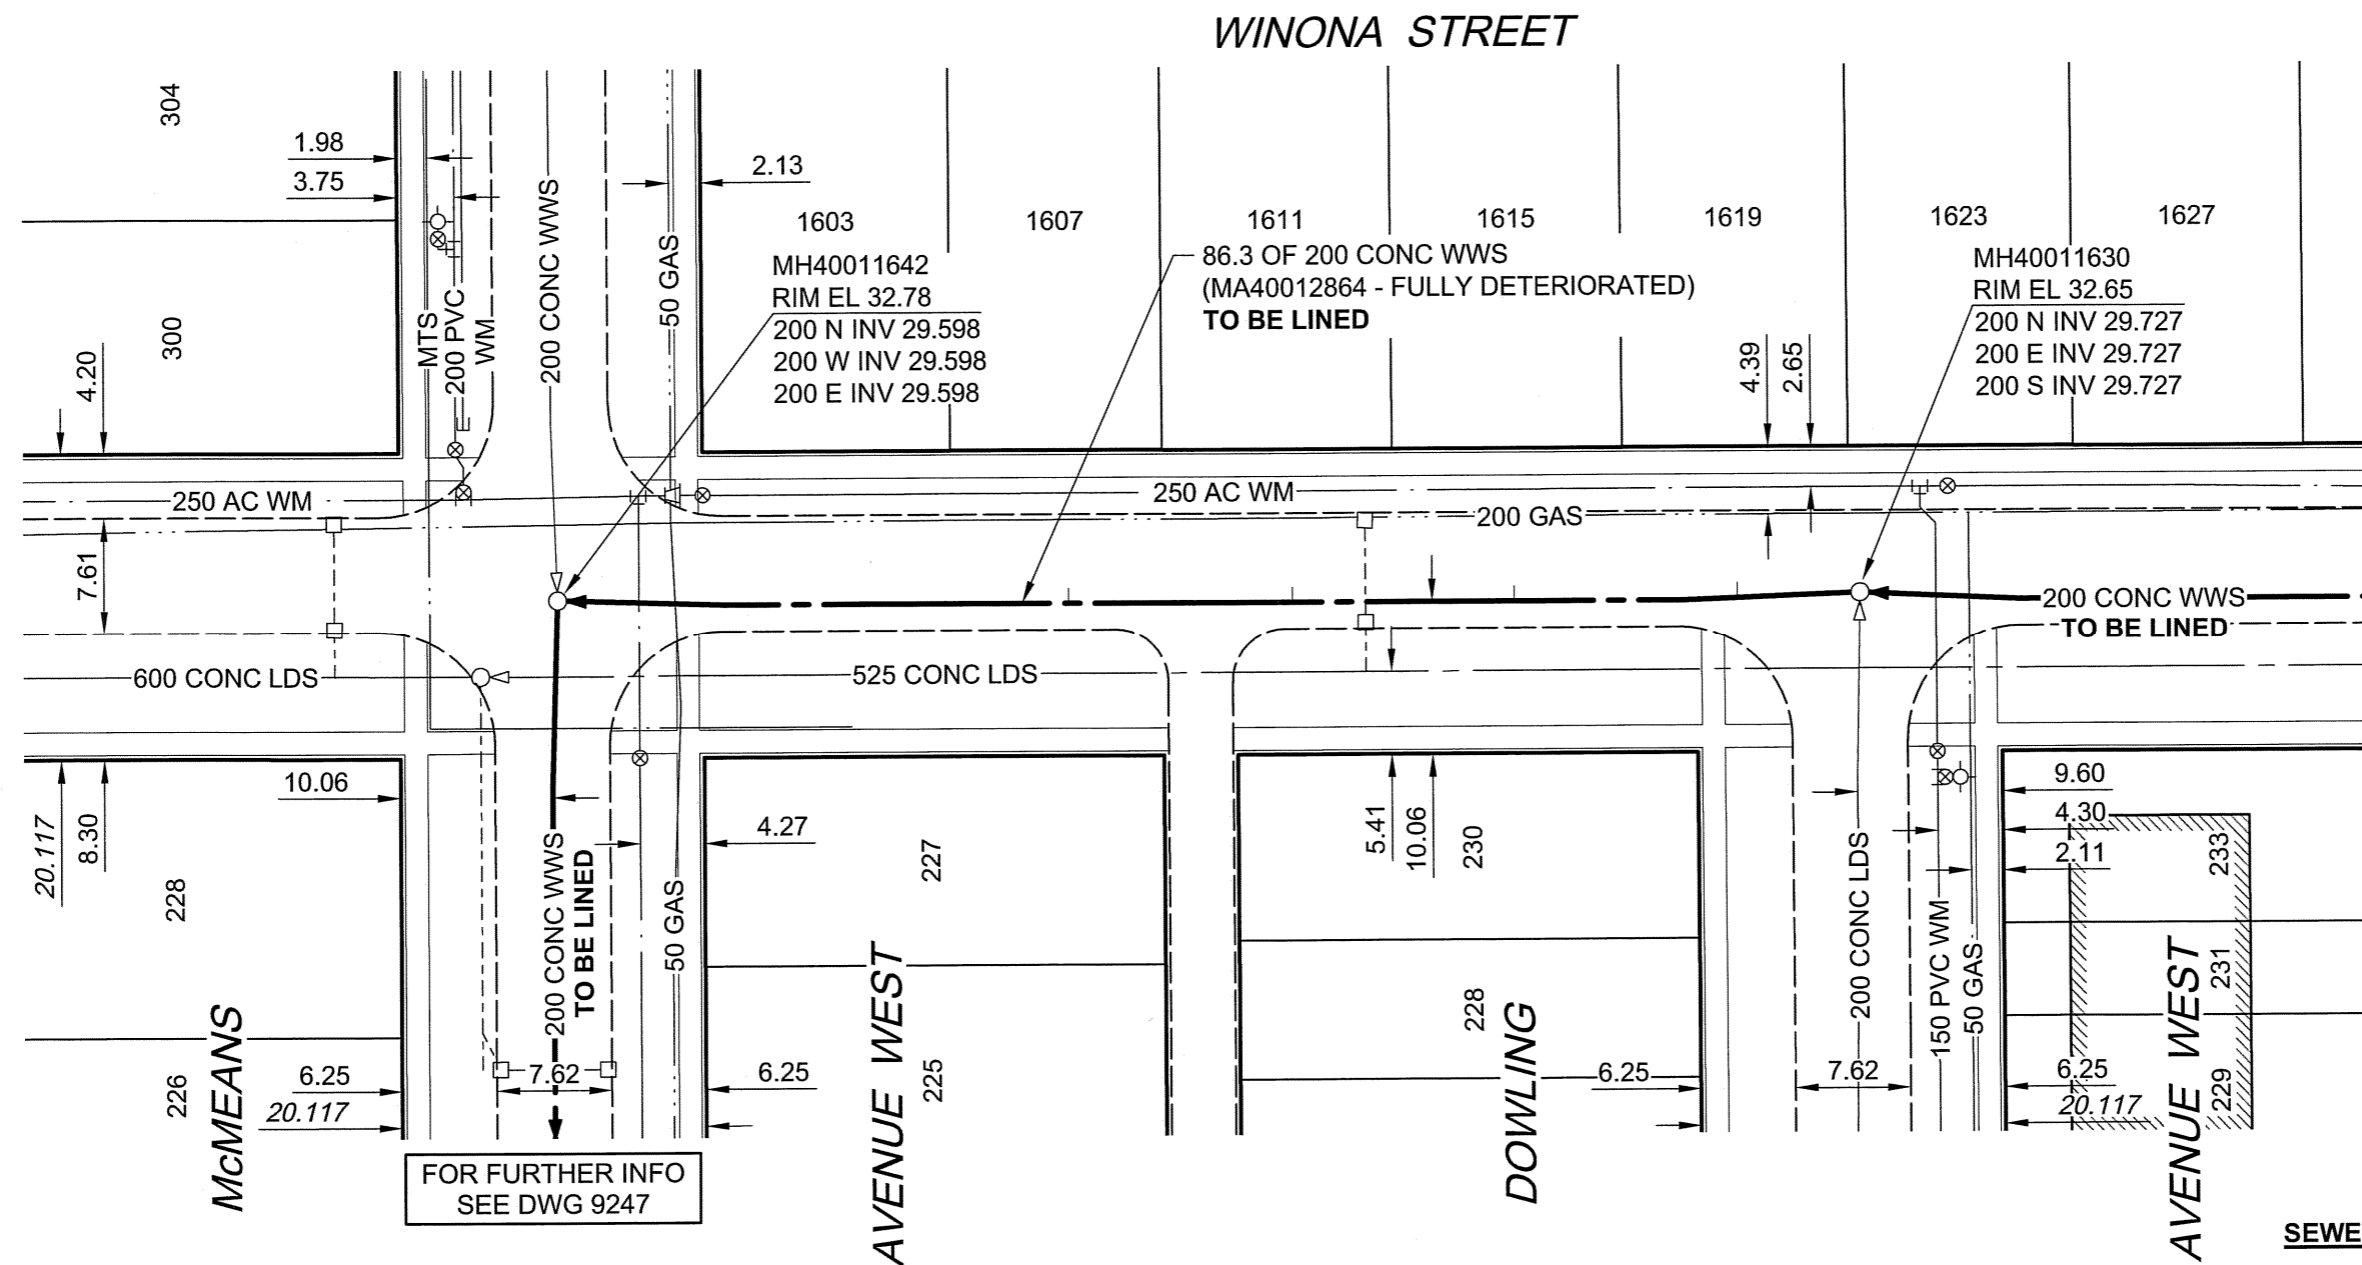 WINONA STREET
304
1.98
3.75
2.13
1603
1607
1611
1615
1619
1623
1627
300
4.20
MTS
200 PVC
WM
200 CONC WWS
50 GAS
MH40011642
RIM EL 32.78
200 N INV 29.598
200 W INV 29.598
200 E INV 29.598
86.3 OF 200 CONC WWS
(MA40012864 - FULLY DETERIORATED)
TO BE LINED
4.39
2.65
MH40011630
RIM EL 32.65
200 N INV 29.727
200 E INV 29.727
200 S INV 29.727
250 AC WM
250 AC WM
200 GAS
7.61
200 CONC WWS
TO BE LINED
600 CONC LDS
525 CONC LDS
20.117
8.30
10.06
228
226
McMEANS
6.25
20.117
200 CONC WWS
TO BE LINED
7.62
50 GAS
4.27
6.25
227
225
AVENUE WEST
5.41
10.06
230
228
DOWLING
6.25
7.62
200 CONC LDS
150 PVC WM
50 GAS
9.60
4.30
2.11
233
231
229
6.25
20.117
AVENUE WEST
FOR FURTHER INFO
SEE DWG 9247
SEWE